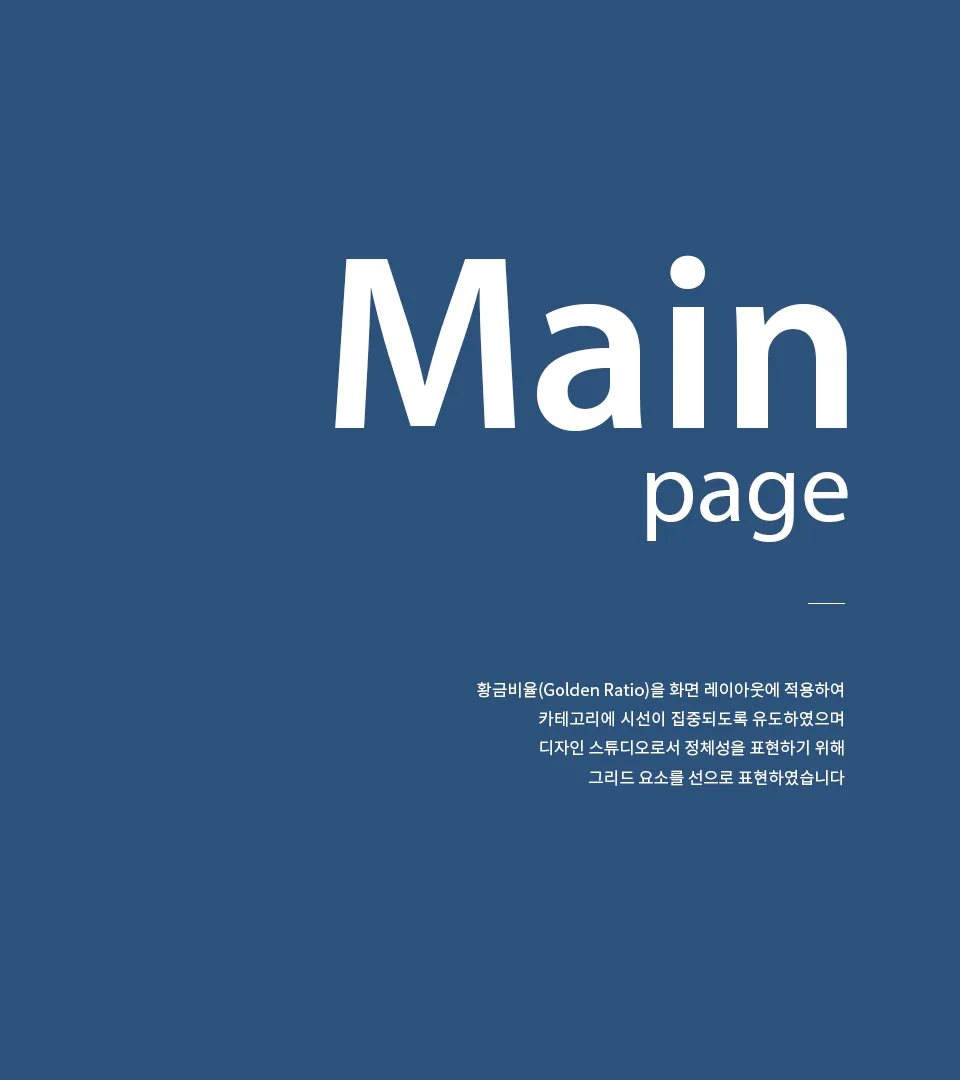 Main
page
황금비율(Golden Ratio)을 화면 레이아웃에 적용하여
카테고리에 시선이 집중되도록 유도하였으며
디자인 스튜디오로서 정체성을 표현하기 위해
그리드 요소를 선으로 표현하였습니다